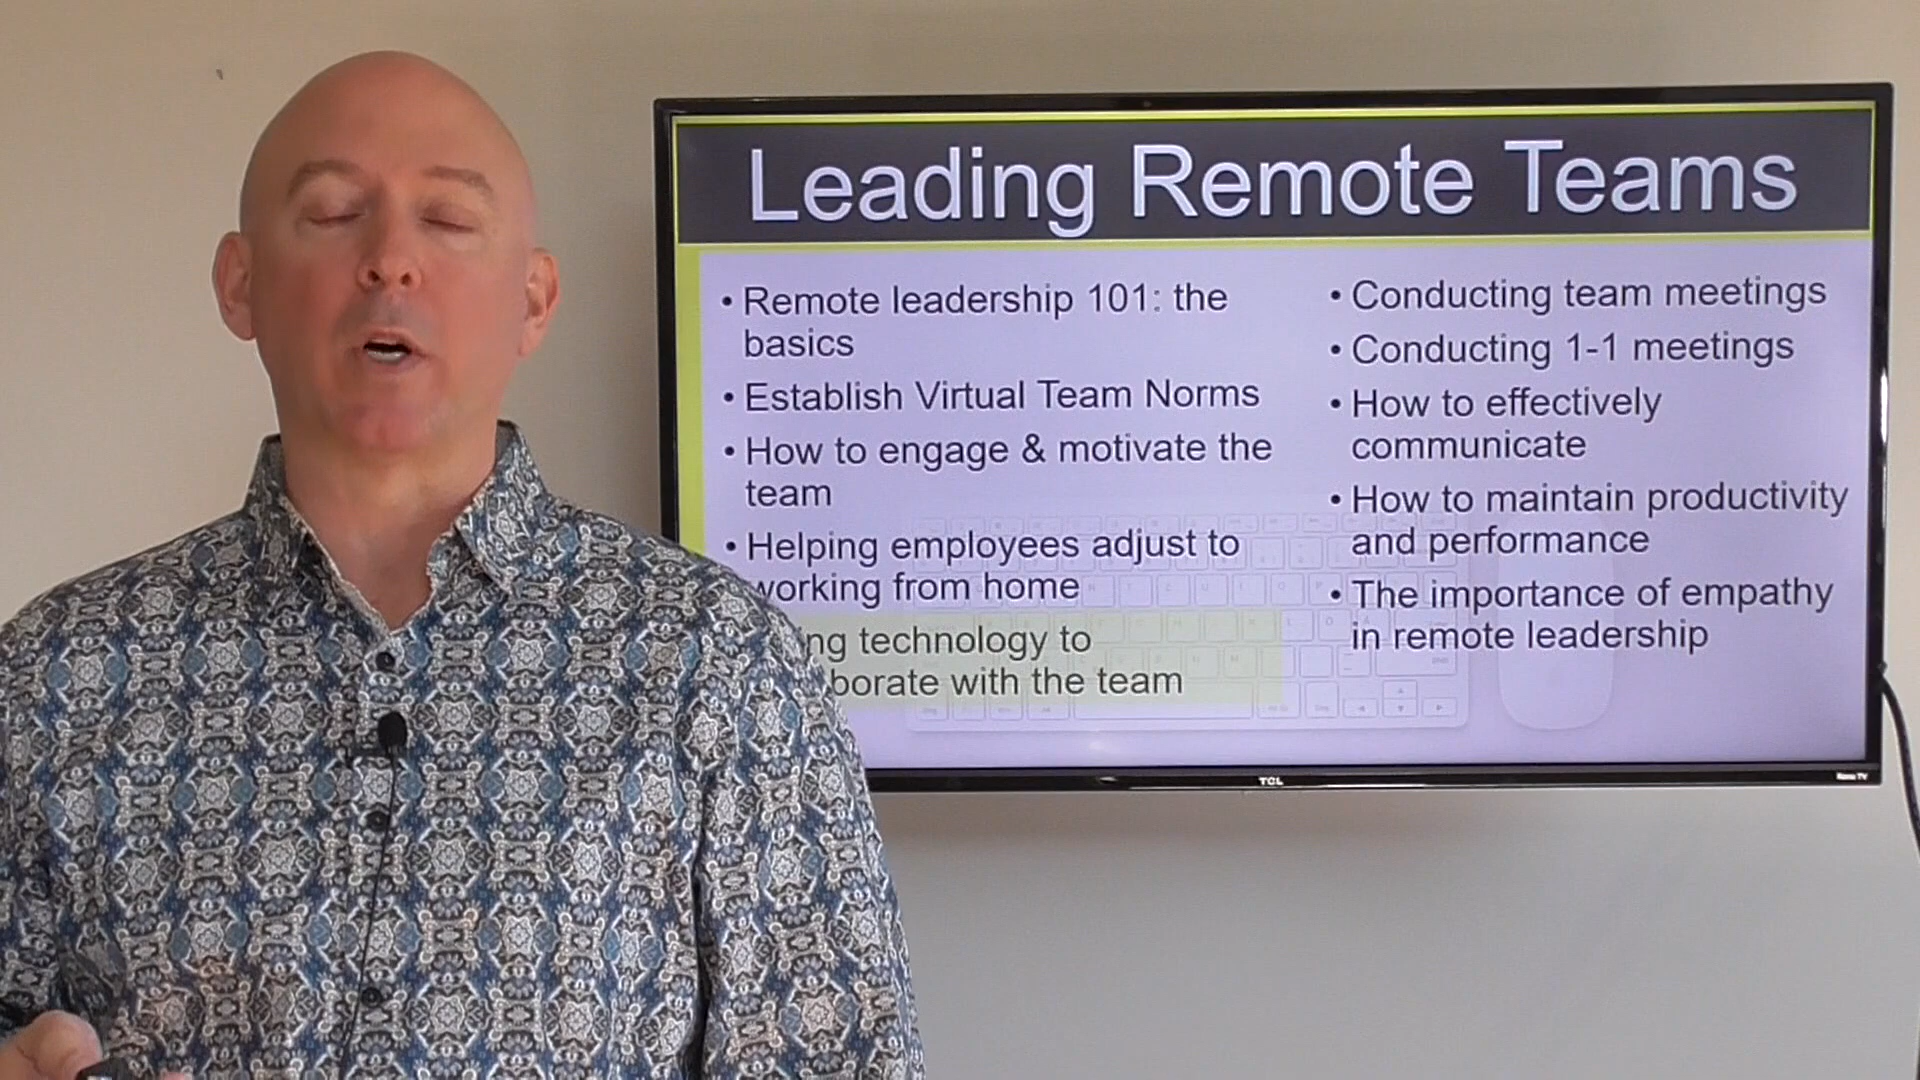 Leading Remote Teams
• Remote leadership 101: the
basics
• Establish Virtual Team Norms
• How to engage & motivate the
team
• Helping employees adjust to
working from home
technology to
with the team
• Conducting team meetings
• Conducting 1-1 meetings
• How to effectively
communicate
• How to maintain productivity
and performance
• The importance of empathy
in remote leadership
TCL
Roku TV